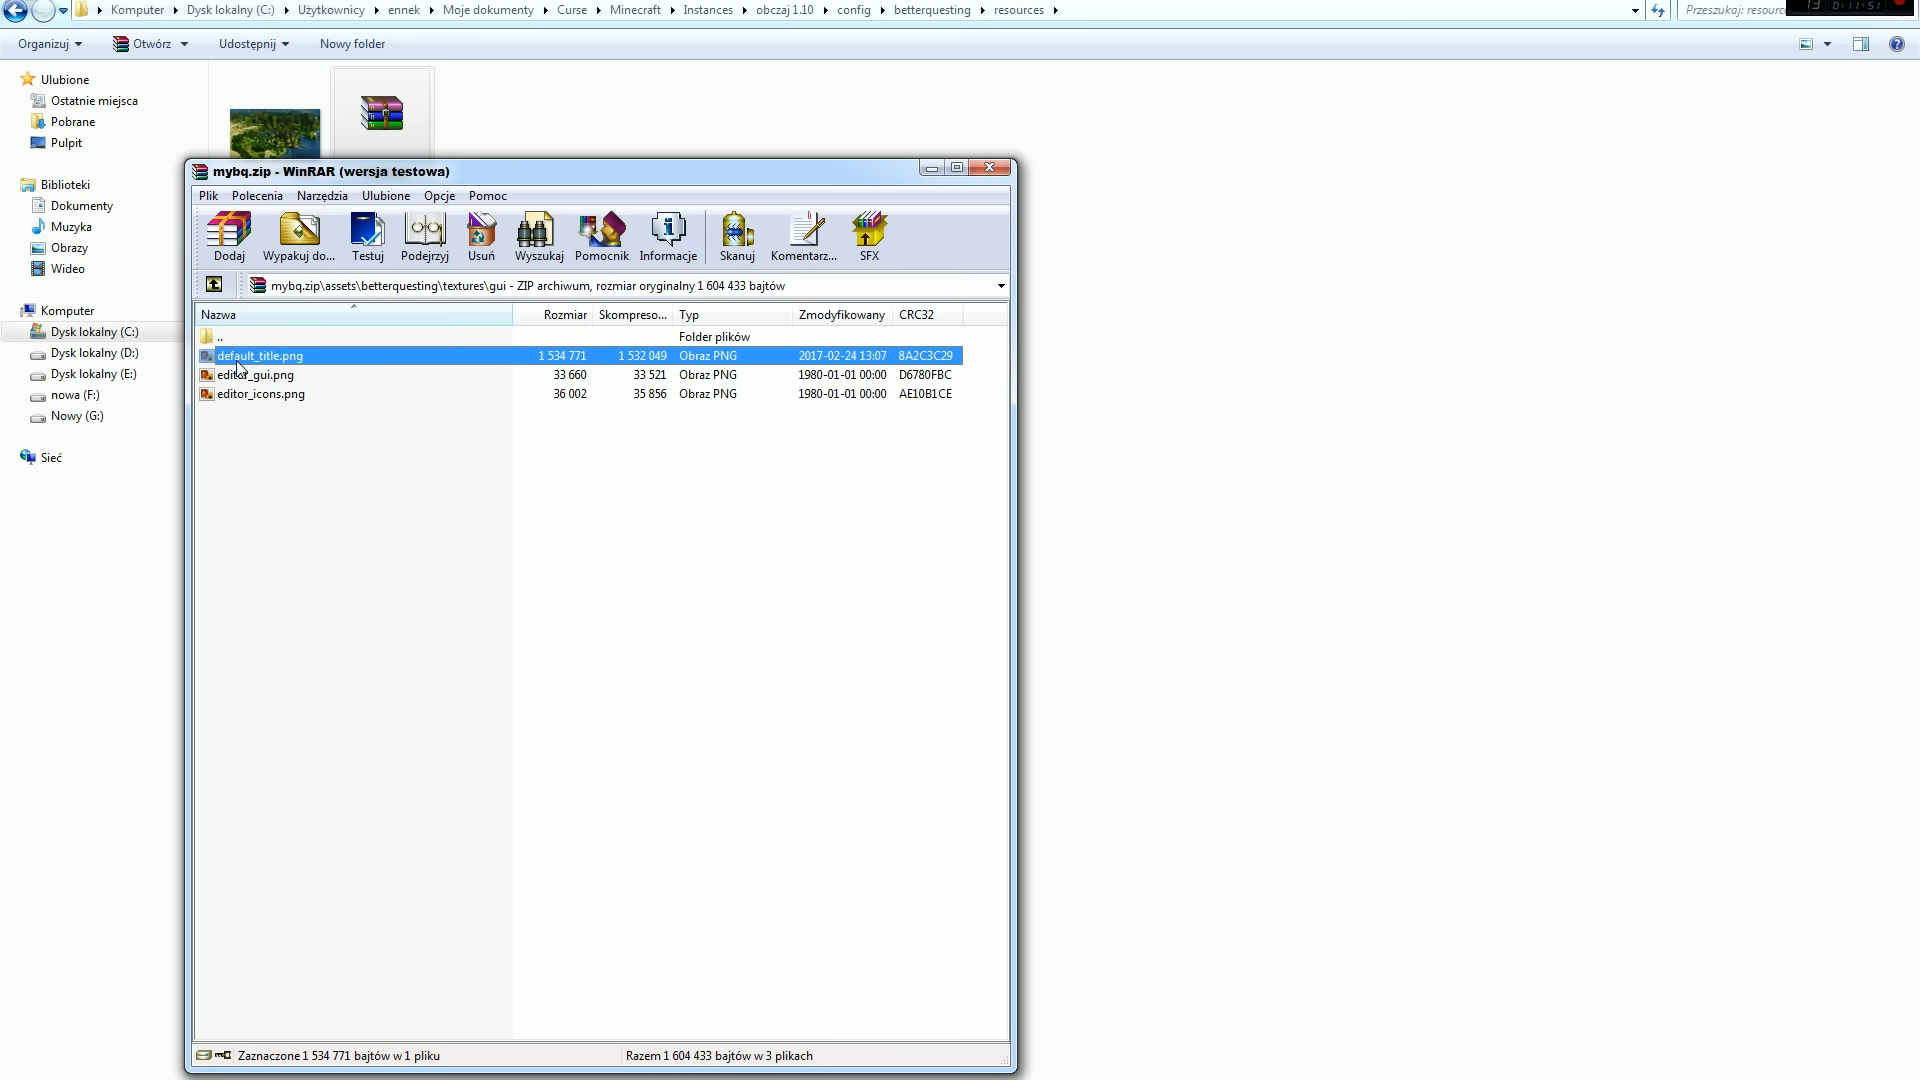 Komputer Dysk lokalny (C:) Użytkownicy ennek Moje dokumenty Curse Minecraft Instances obczaj 1.10 config betterquesting resources
Przeszukaj: resourc
0:11:51
Organizuj Otwórz Udostępnij Nowy folder
Ulubione
Ostatnie miejsca
Pobrane
Pulpit
Biblioteki
Dokumenty
Muzyka
Obrazy
Wideo
Komputer
Dysk lokalny (C:)
Dysk lokalny (D:)
Dysk lokalny (E:)
nowa (F:)
Nowy (G:)
Sieć
mybq.zip - WinRAR (wersja testowa)
Plik Polecenia Narzędzia Ulubione Opcje Pomoc
Dodaj Wypakuj do... Testuj Podejrzyj Usuń Wyszukaj Pomocnik Informacje Skanuj Komentarz... SFX
mybq.zip\assets\betterquesting\textures\gui - ZIP archiwum, rozmiar oryginalny 1 604 433 bajtów
Nazwa Rozmiar Skompreso... Typ Zmodyfikowany CRC32
.. Folder plików
default_title.png 1 534 771 1 532 049 Obraz PNG 2017-02-24 13:07 8A2C3C29
editor_gui.png 33 660 33 521 Obraz PNG 1980-01-01 00:00 D6780FBC
editor_icons.png 36 002 35 856 Obraz PNG 1980-01-01 00:00 AE10B1CE
Zaznaczone 1 534 771 bajtów w 1 pliku Razem 1 604 433 bajtów w 3 plikach